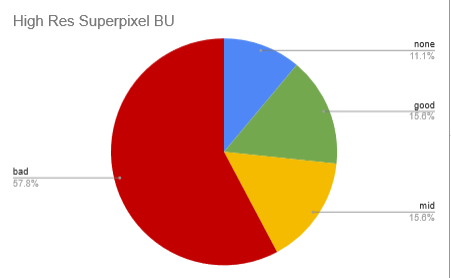 High Res Superpixel BU
none
11.1%
good
15.6%
mid
15.6%
bad
57.8%